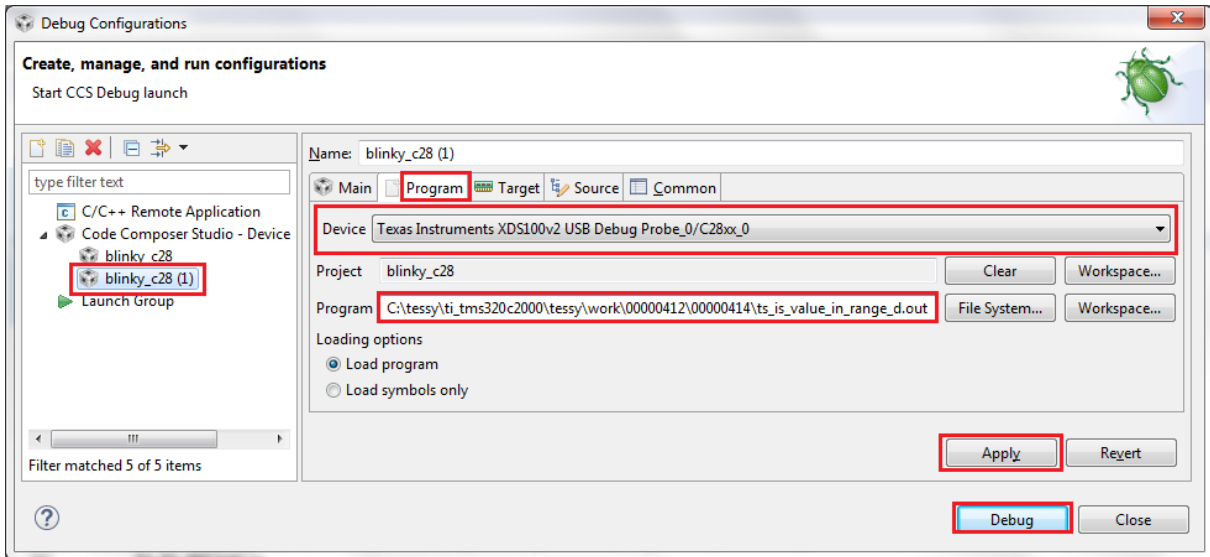 Debug Configurations
X
Create, manage, and run configurations
Start CCS Debug launch
type filter text
C/C++ Remote Application
Code Composer Studio - Device
blinky_c28
blinky_c28 (1)
Launch Group
Filter matched 5 of 5 items
Name: blinky_c28 (1)
Main Program Target Source Common
Device Texas Instruments XDS100v2 USB Debug Probe_0/C28xx_0
Project blinky_c28 Clear Workspace...
Program C:\tessy\ti_tms320c2000\tessy\work\00000412\00000414\ts_is_value_in_range_d.out File System... Workspace...
Loading options
Load program
Load symbols only
Apply Revert
? Debug Close